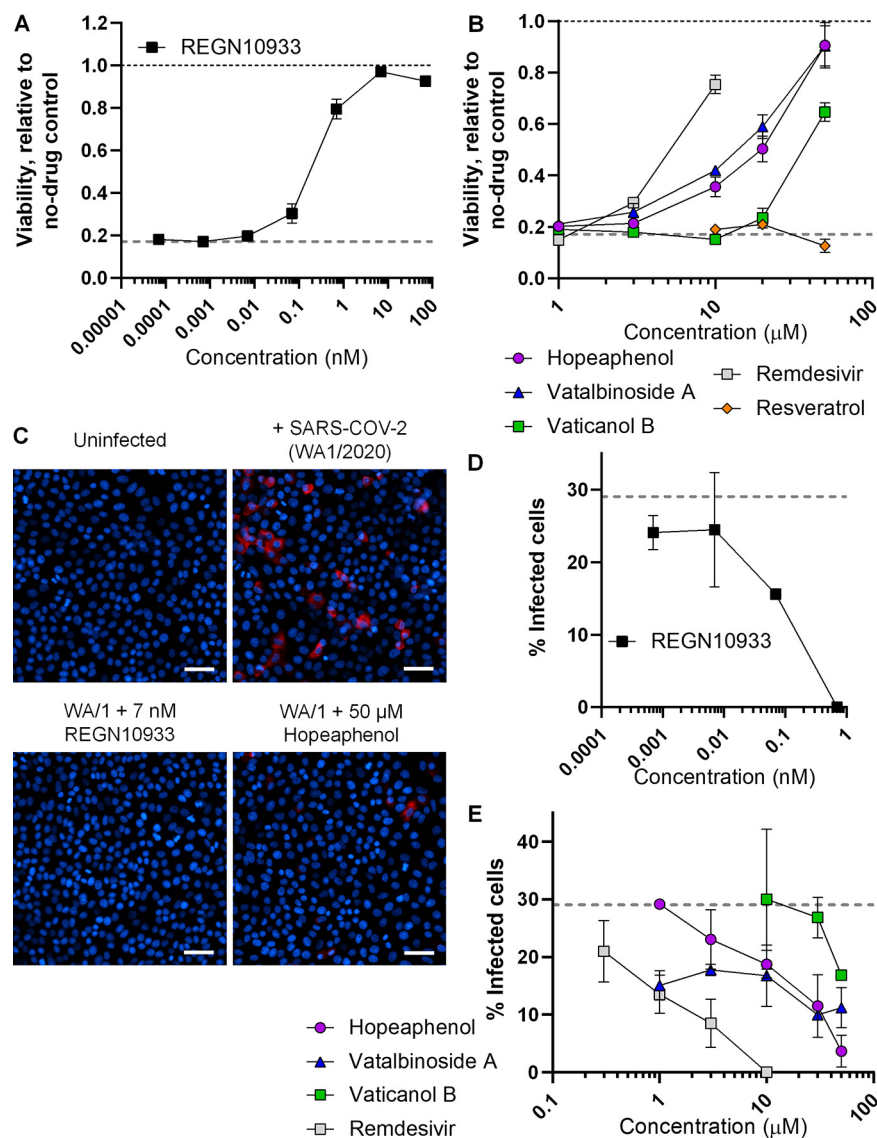 A
REGN10933
Viability, relative to
no-drug control
1.0
0.8
0.6
0.4
0.2
0.0
0.00001
0.0001
0.001
0.01
0.1
1
10
100
Concentration (nM)
B
Viability, relative to
no-drug control
1.0
0.8
0.6
0.4
0.2
0.0
1
10
100
Concentration (μM)
Hopeaphenol
Vatalbinoside A
Vaticanol B
Remdesivir
Resveratrol
C
Uninfected
+ SARS-COV-2
(WA1/2020)
WA/1 + 7 nM
REGN10933
WA/1 + 50 μM
Hopeaphenol
D
% Infected cells
30
20
10
0
REGN10933
0.0001
0.001
0.01
0.1
1
Concentration (nM)
E
% Infected cells
40
30
20
10
0
0.1
1
10
100
Concentration (μM)
Hopeaphenol
Vatalbinoside A
Vaticanol B
Remdesivir